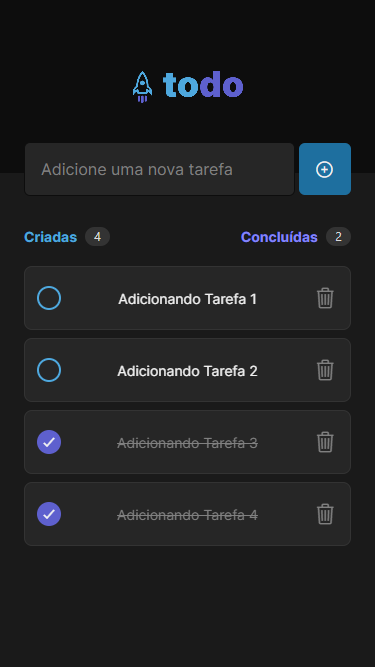 todo
Adicione uma nova tarefa
Criadas 4 Concluídas 2
Adicionando Tarefa 1
Adicionando Tarefa 2
Adicionando Tarefa 3
Adicionando Tarefa 4